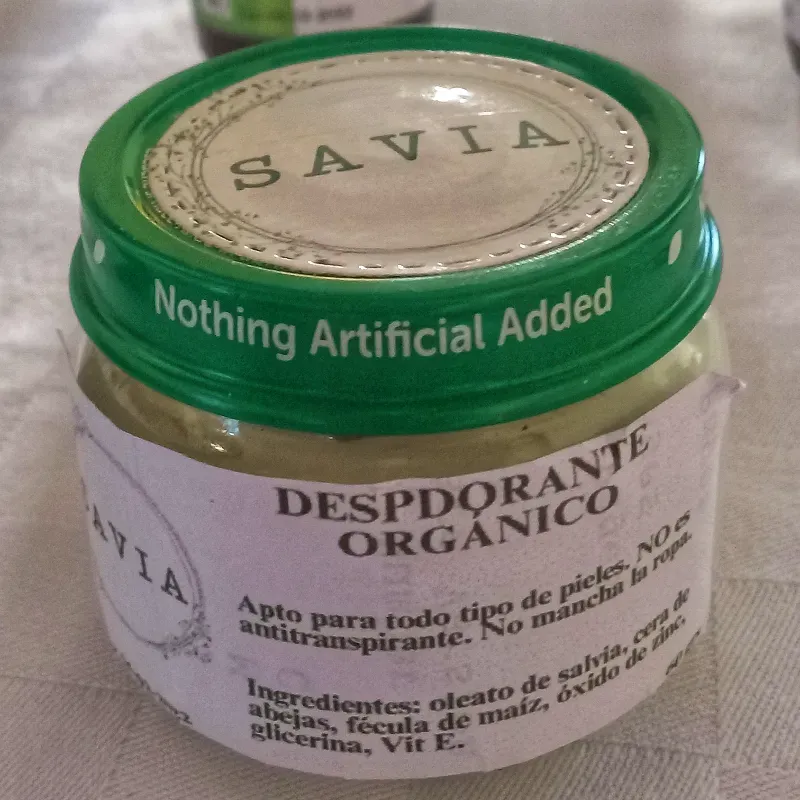 SAVIA
Nothing Artificial Added
DESPDORANTE
ORGÁNICO
Apto para todo tipo de pieles. NO es
antitranspirante. No mancha la ropa.
Ingredientes: oleato de salvia, cera de
abejas, fécula de maíz, óxido de zinc,
glicerina, Vit E.
AVIA